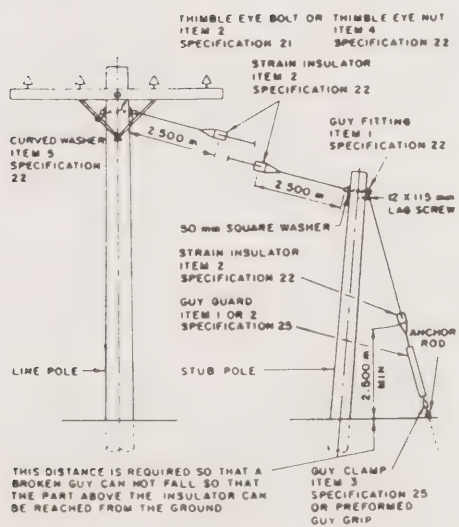 THIMBLE EYE BOLT OR
ITEM 2
SPECIFICATION 21
THIMBLE EYE NUT
ITEM 4
SPECIFICATION 22
STRAIN INSULATOR
ITEM 2
SPECIFICATION 22
CURVED WASHER
ITEM 5
SPECIFICATION
22
2.500 m
2.500 m
GUY FITTING
ITEM 1
SPECIFICATION 22
12 X 115 mm
LAG SCREW
50 mm SQUARE WASHER
STRAIN INSULATOR
ITEM 2
SPECIFICATION 22
GUY GUARD
ITEM 1 OR 2
SPECIFICATION 25
ANCHOR
ROD
LINE POLE
STUB POLE
2.500 m
MIN
THIS DISTANCE IS REQUIRED SO THAT A
BROKEN GUY CAN NOT FALL SO THAT
THE PART ABOVE THE INSULATOR CAN
BE REACHED FROM THE GROUND
GUY CLAMP
ITEM 3
SPECIFICATION 25
OR PREFORMED
GUY GRIP